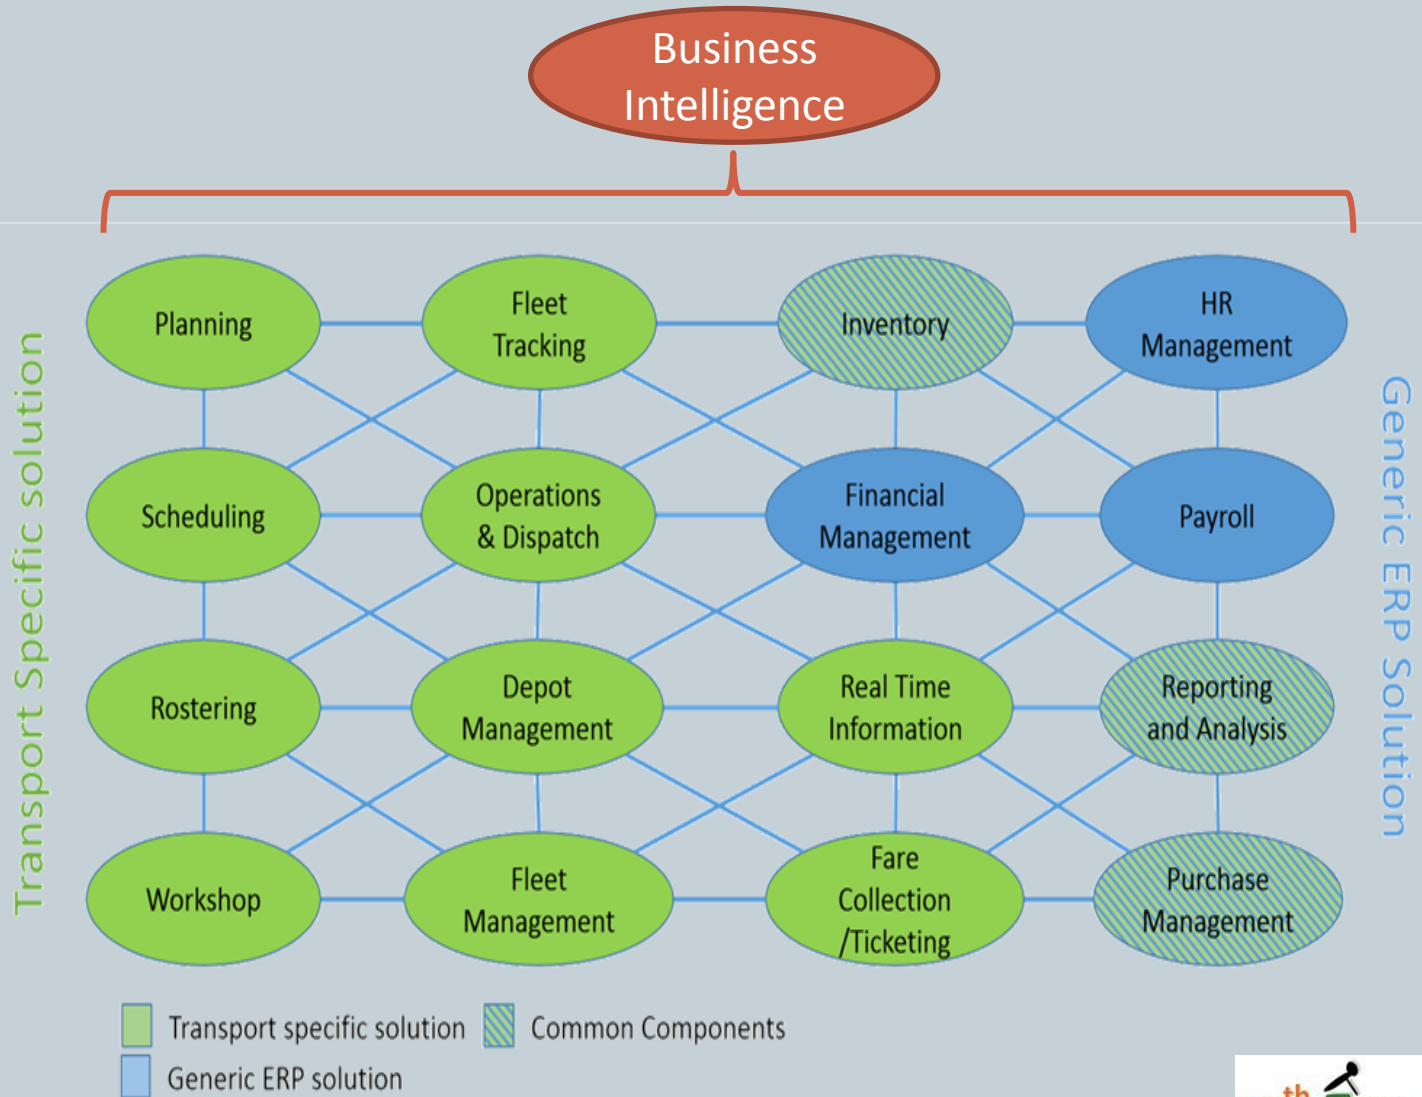 Business
Intelligence
Transport Specific solution
Planning
Fleet
Tracking
Inventory
HR
Management
Scheduling
Operations
& Dispatch
Financial
Management
Payroll
Rostering
Depot
Management
Real Time
Information
Reporting
and Analysis
Workshop
Fleet
Management
Fare
Collection
/Ticketing
Purchase
Management
Generic ERP Solution
Transport specific solution
Common Components
Generic ERP solution
th